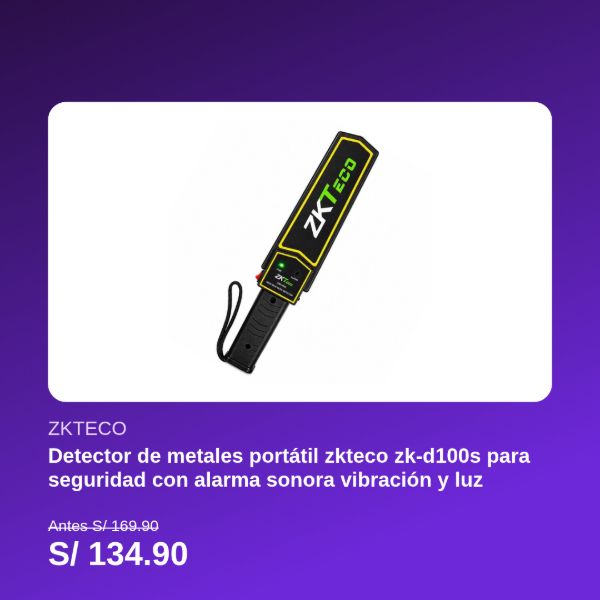 ZKTeco
ZKTeco
ZKTECO
Detector de metales portátil zkteco zk-d100s para
seguridad con alarma sonora vibración y luz
Antes S/ 169.90
S/ 134.90